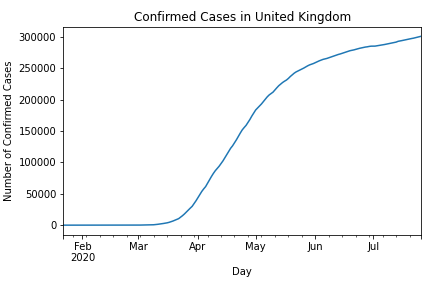 Confirmed Cases in United Kingdom
Number of Confirmed Cases
300000
250000
200000
150000
100000
50000
0
Feb Mar Apr May Jun Jul
2020
Day